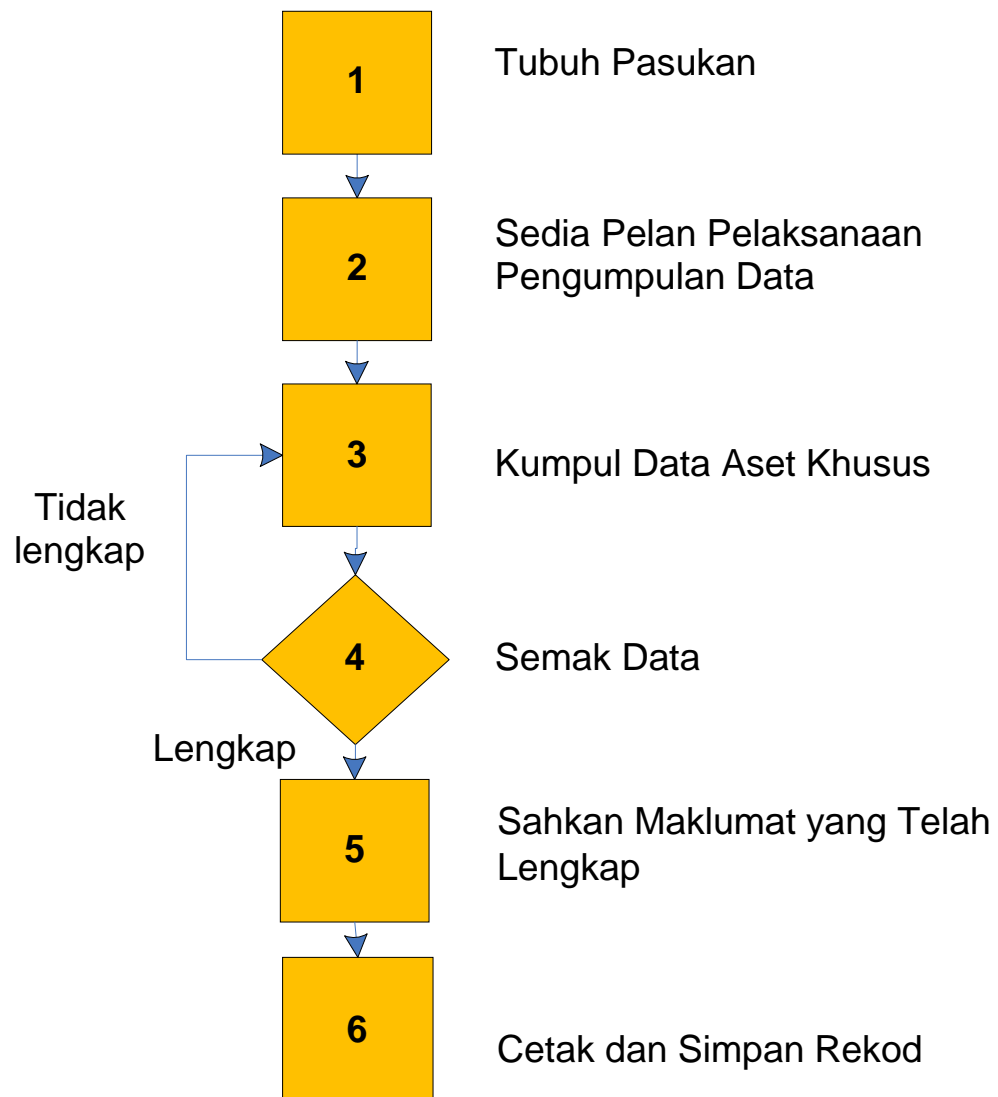 1
Tubuh Pasukan
2
Sedia Pelan Pelaksanaan
Pengumpulan Data
3
Kumpul Data Aset Khusus
Tidak
lengkap
4
Semak Data
Lengkap
5
Sahkan Maklumat yang Telah
Lengkap
6
Cetak dan Simpan Rekod